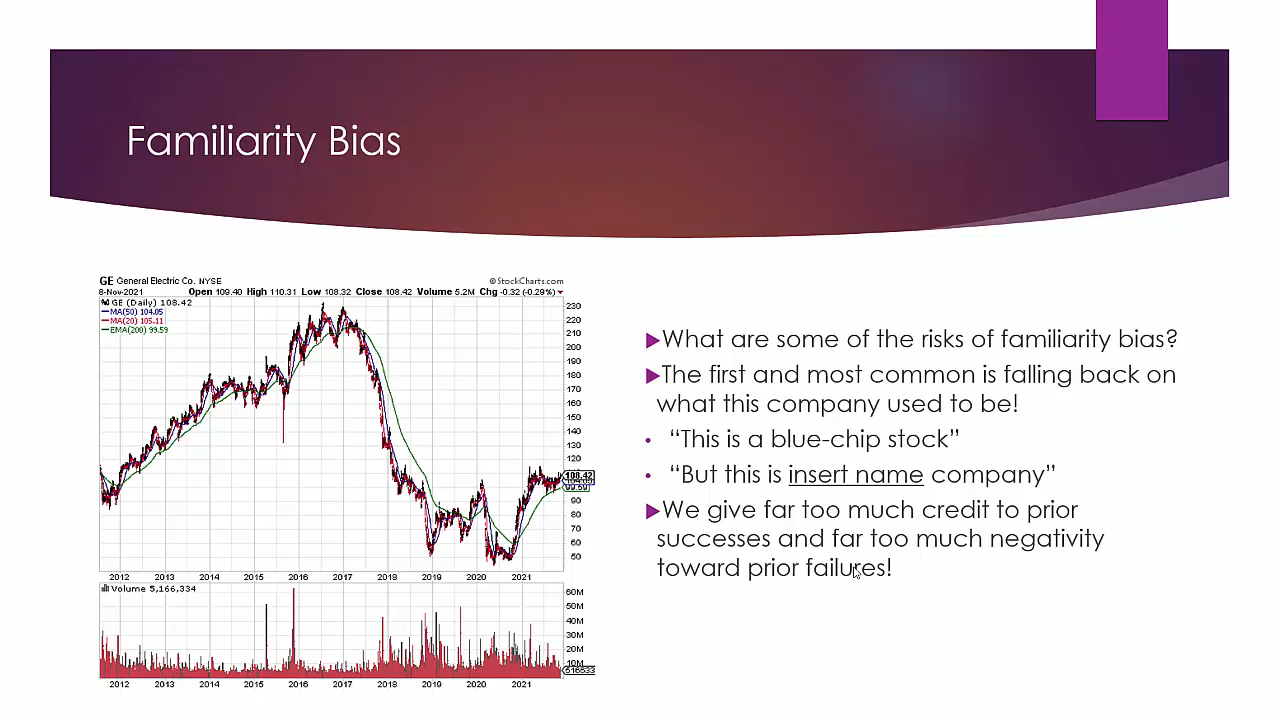 Familiarity Bias
GE General Electric Co. NYSE
© StockCharts.com
8-Nov-2021
Open 109.40 High 110.31 Low 108.32 Close 108.42 Volume 5.2M Chg -0.32 (-0.29%)
GE (Daily) 108.42
MA(50) 104.05
MA(20) 105.11
EMA(200) 99.59
230
220
210
200
190
180
170
160
150
140
130
120
108.42
99.59
90
80
70
60
50
2012 2013 2014 2015 2016 2017 2018 2019 2020 2021
Volume 5,166,334
60M
50M
40M
30M
20M
10M
2012 2013 2014 2015 2016 2017 2018 2019 2020 2021
What are some of the risks of familiarity bias?
The first and most common is falling back on
what this company used to be!
• “This is a blue-chip stock”
• “But this is insert name company”
We give far too much credit to prior
successes and far too much negativity
toward prior failures!